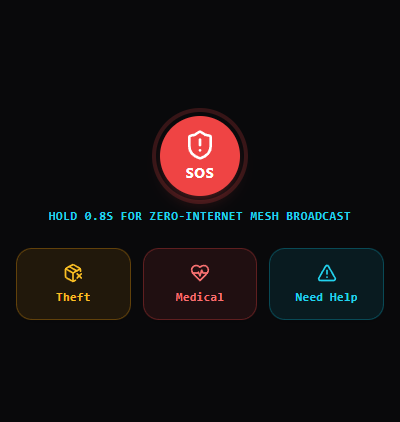 SOS
HOLD 0.8S FOR ZERO-INTERNET MESH BROADCAST
Theft
Medical
Need Help